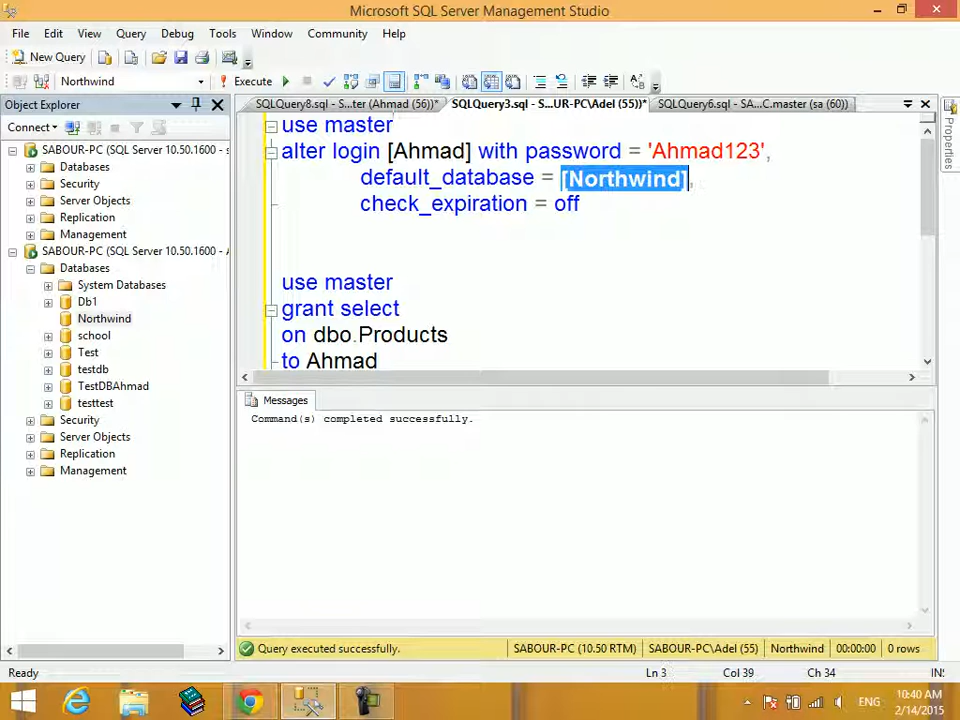 Microsoft SQL Server Management Studio
File Edit View Query Debug Tools Window Community Help
New Query
Northwind Execute
Object Explorer
SQLQuery8.sql - S...ter (Ahmad (56))* SQLQuery3.sql - S...UR-PC\Adel (55))* SQLQuery6.sql - SA...C.master (sa (60))
Connect
SABOUR-PC (SQL Server 10.50.1600 - s
Databases
Security
Server Objects
Replication
Management
SABOUR-PC (SQL Server 10.50.1600 - A
Databases
System Databases
Db1
Northwind
school
Test
testdb
TestDBAhmad
testtest
Security
Server Objects
Replication
Management
use master
alter login [Ahmad] with password = 'Ahmad123',
default_database = [Northwind],
check_expiration = off
use master
grant select
on dbo.Products
to Ahmad
Properties
Messages
Command(s) completed successfully.
Query executed successfully. SABOUR-PC (10.50 RTM) SABOUR-PC\Adel (55) Northwind 00:00:00 0 rows
Ready Ln 3 Col 39 Ch 34 INS
ENG
10:40 AM
2/14/2015